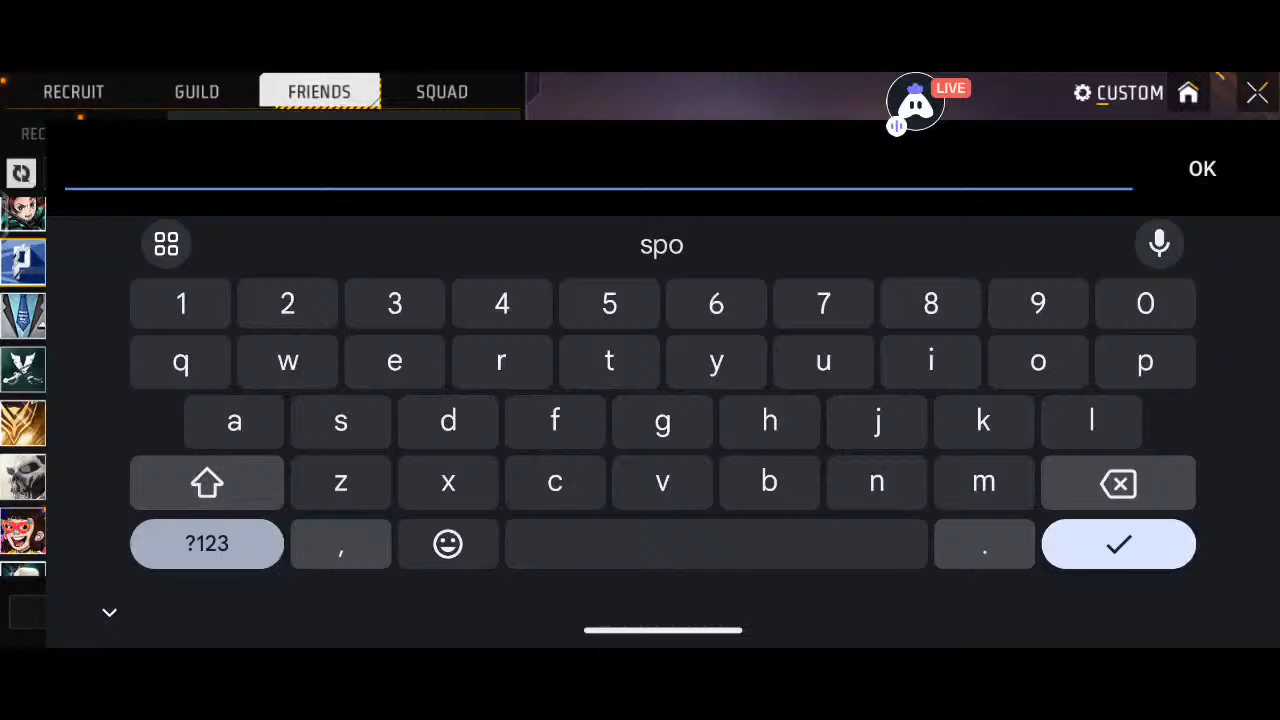 RECRUIT GUILD FRIENDS SQUAD LIVE CUSTOM
REC
OK
spo
1 2 3 4 5 6 7 8 9 0
q w e r t y u i o p
a s d f g h j k l
z x c v b n m
?123 , .